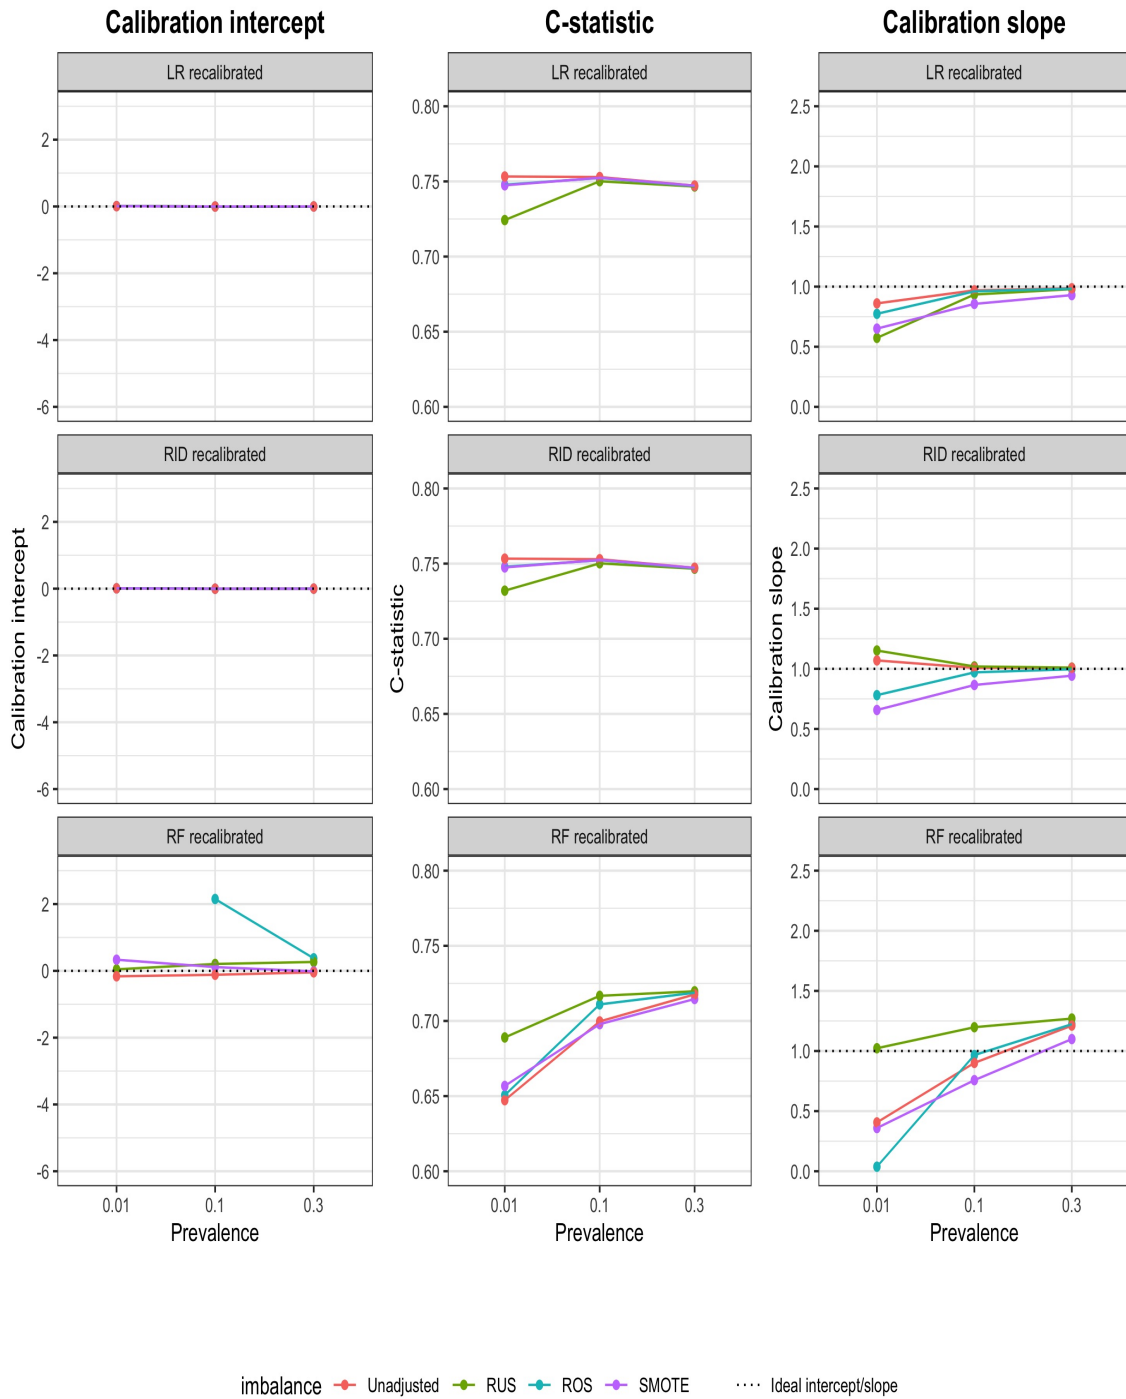 Calibration intercept C-statistic Calibration slope
LR recalibrated LR recalibrated LR recalibrated
2 0.80 2.5
0 0.75 2.0
-2 0.70 1.5
-4 0.65 1.0
-6 0.60 0.5
0.0
RID recalibrated RID recalibrated RID recalibrated
Calibration intercept
2
0
-2
-4
-6
C-statistic
0.80
0.75
0.70
0.65
0.60
Calibration slope
2.5
2.0
1.5
1.0
0.5
0.0
RF recalibrated RF recalibrated RF recalibrated
2 0.80 2.5
0 0.75 2.0
-2 0.70 1.5
-4 0.65 1.0
-6 0.60 0.5
0.0
0.01 0.1 0.3 0.01 0.1 0.3 0.01 0.1 0.3
Prevalence Prevalence Prevalence
imbalance Unadjusted RUS ROS SMOTE Ideal intercept/slope